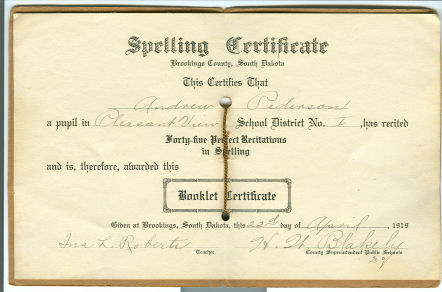 Spelling Certificate
Brookings County, South Dakota
This Certifies That
Andrew Pederson
a pupil in Pleasant View School District No. I, has recited
Forty-five Perfect Recitations
in Spelling
and is, therefore, awarded this
Booklet Certificate
Given at Brookings, South Dakota, this 22d day of April, 1919
Ina L. Roberts H. W. Blakely
Teacher County Superintendent Public Schools